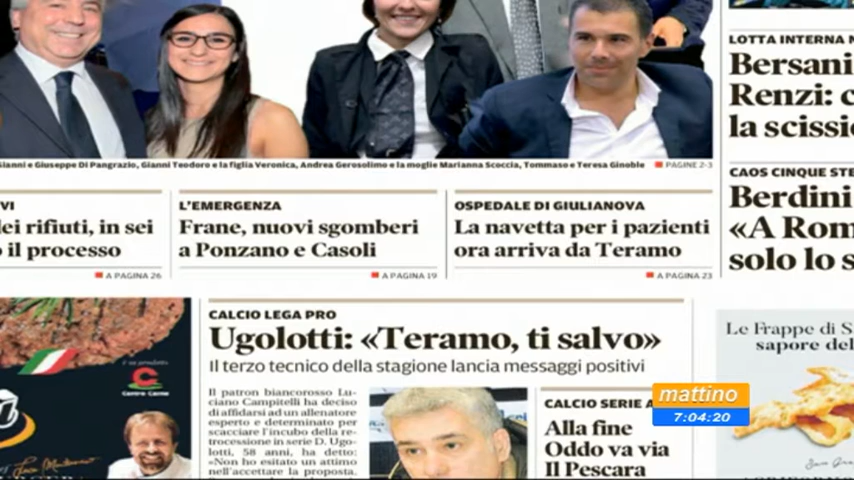 Gianni e Giuseppe Di Pangrazio, Gianni Teodoro e la figlia Veronica, Andrea Gerosolimo e la moglie Marianna Scoccia, Tommaso e Teresa Ginoble PAGINE 2-3
LOTTA INTERNA
Bersani
Renzi:
la
CAOS CINQUE STE
Berdini
«A
solo lo s
VI
rifiuti, in sei
o il processo
A PAGINA 26
L'EMERGENZA
Frane, nuovi sgomberi
a Ponzano e Casoli
A PAGINA 19
OSPEDALE DI GIULIANOVA
La navetta per i pazienti
ora arriva da Teramo
A PAGINA 23
CALCIO LEGA PRO
Ugolotti: «Teramo, ti salvo»
Il terzo tecnico della stagione lancia messaggi positivi
Il patron biancorosso Lu-
ciano Campitelli ha deciso
di affidarsi ad un allenatore
esperto e determinato per
scacciare l'incubo della re-
trocessione in serie D. Ugo-
lotti, 58 anni, ha detto:
«Non ho esitato un attimo
nell'accettare la proposta.
CALCIO SERIE A
Alla fine
Oddo va via
Il Pescara
Centro Carne
Le Frappe di S
sapore del
mattino
7:04:20